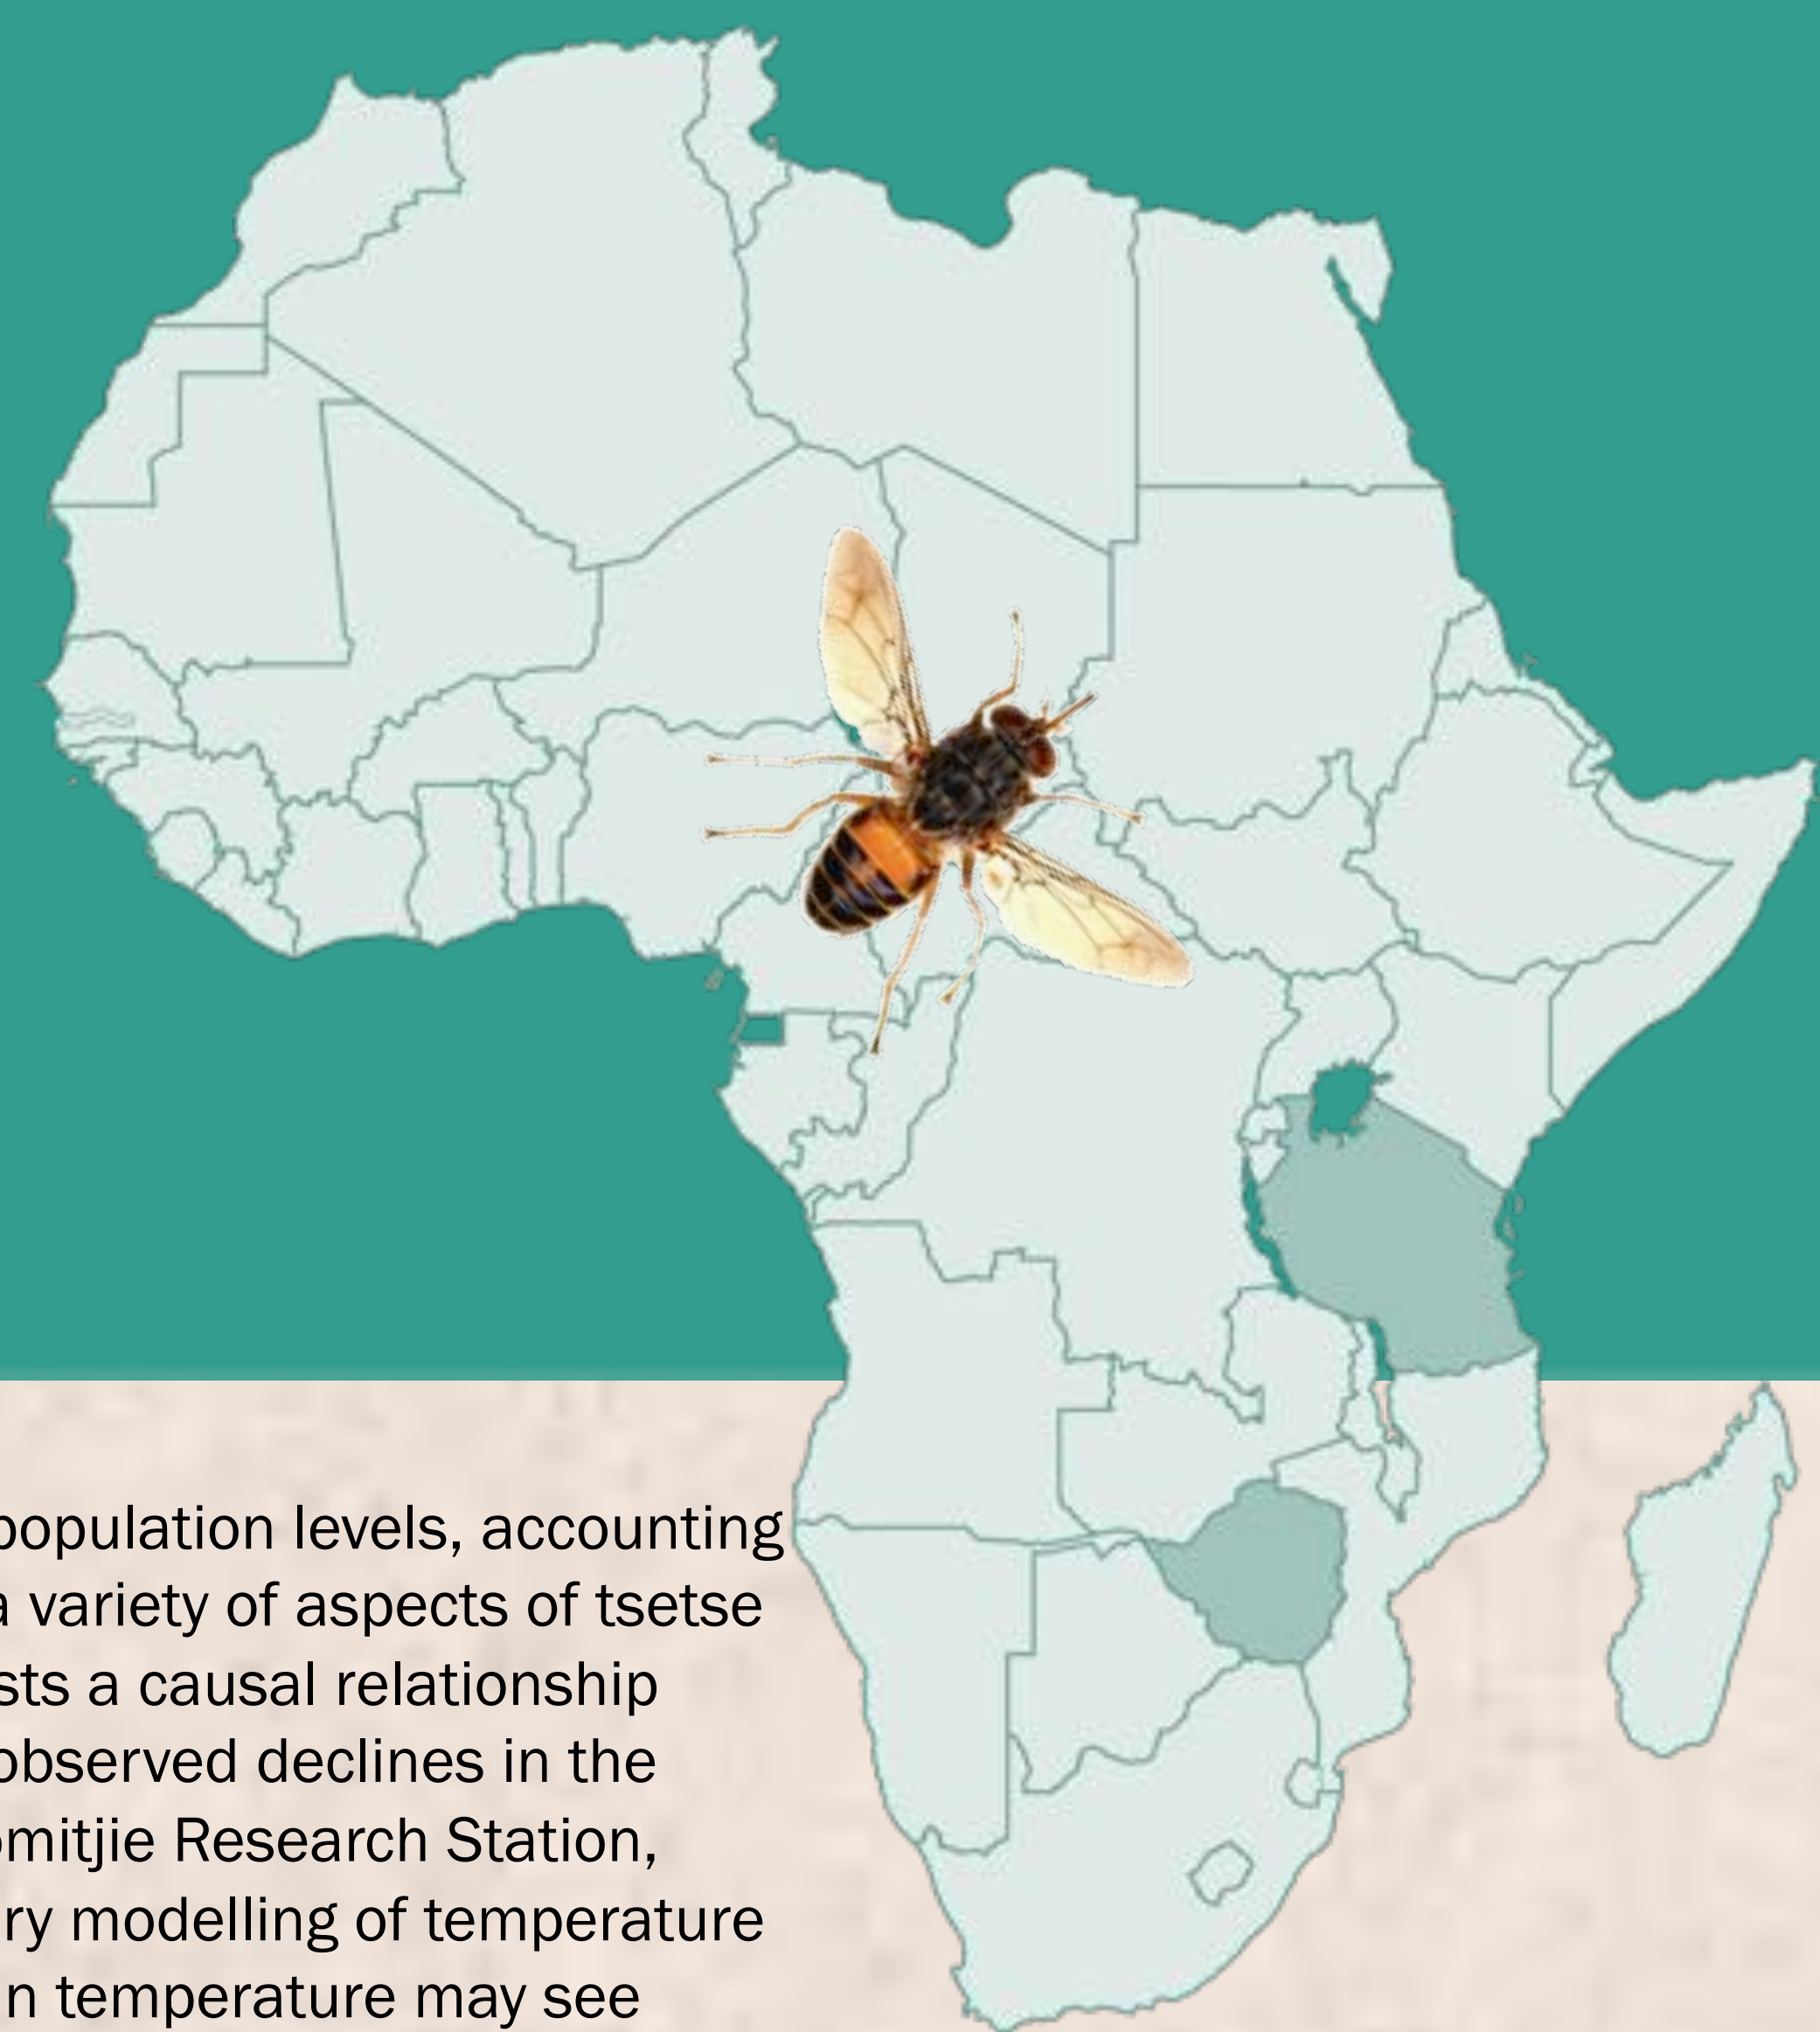 population levels, accounting
a variety of aspects of tsetse
sts a causal relationship
observed declines in the
omitjie Research Station,
ry modelling of temperature
n temperature may see